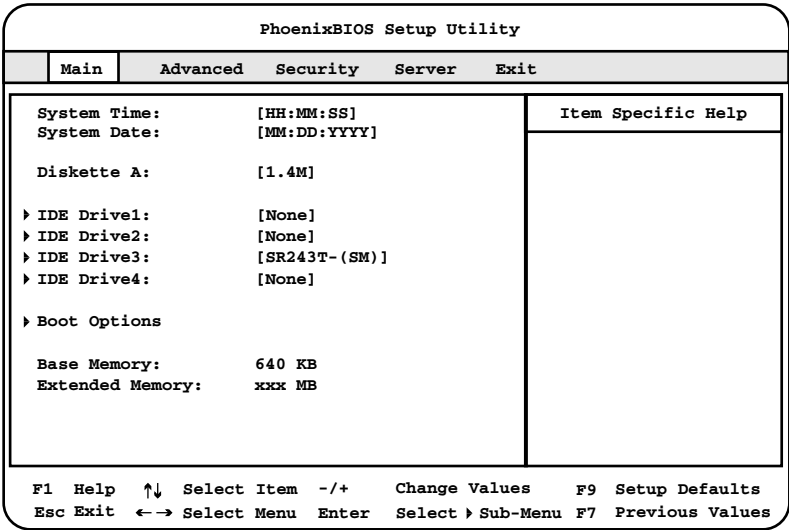 PhoenixBIOS Setup Utility
Main Advanced Security Server Exit
System Time: [HH:MM:SS]
System Date: [MM:DD:YYYY]
Diskette A: [1.4M]
IDE Drive1: [None]
IDE Drive2: [None]
IDE Drive3: [SR243T-(SM)]
IDE Drive4: [None]
Boot Options
Base Memory: 640 KB
Extended Memory: xxx MB
Item Specific Help
F1 Help ↑↓ Select Item -/+ Change Values F9 Setup Defaults
Esc Exit ←→ Select Menu Enter Select ▶ Sub-Menu F7 Previous Values